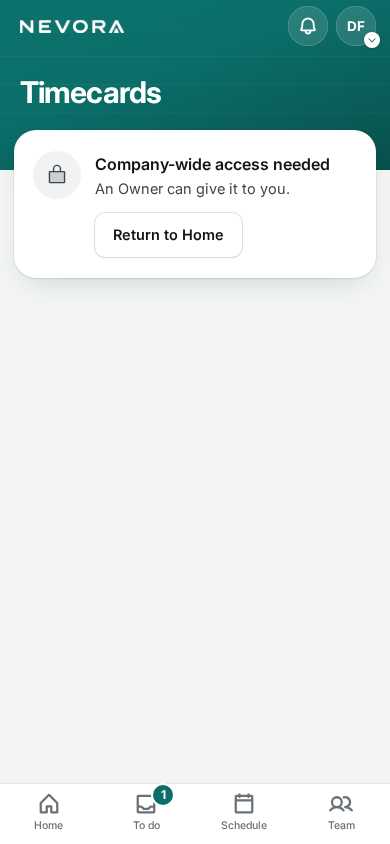 NEVORA
DF
Timecards
Company-wide access needed
An Owner can give it to you.
Return to Home
1
Home
To do
Schedule
Team